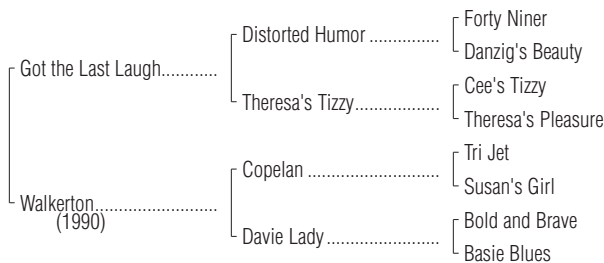 Forty Niner
Distorted Humor ..................
Danzig's Beauty
Got the Last Laugh............
Cee's Tizzy
Theresa's Tizzy......................
Theresa's Pleasure
Tri Jet
Copelan ............................
Susan's Girl
Walkerton..........................
(1990)
Bold and Brave
Davie Lady........................
Basie Blues